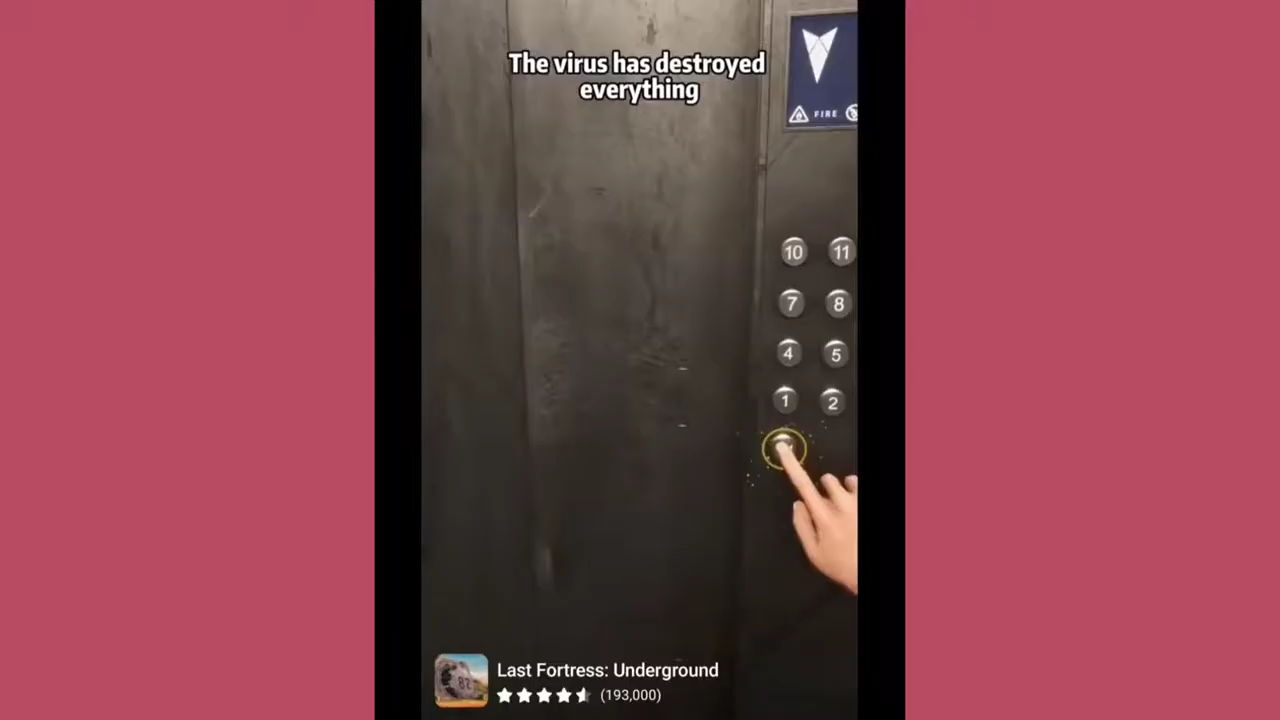 The virus has destroyed
everything
FIRE
10 11
7 8
4 5
1 2
82
Last Fortress: Underground
(193,000)